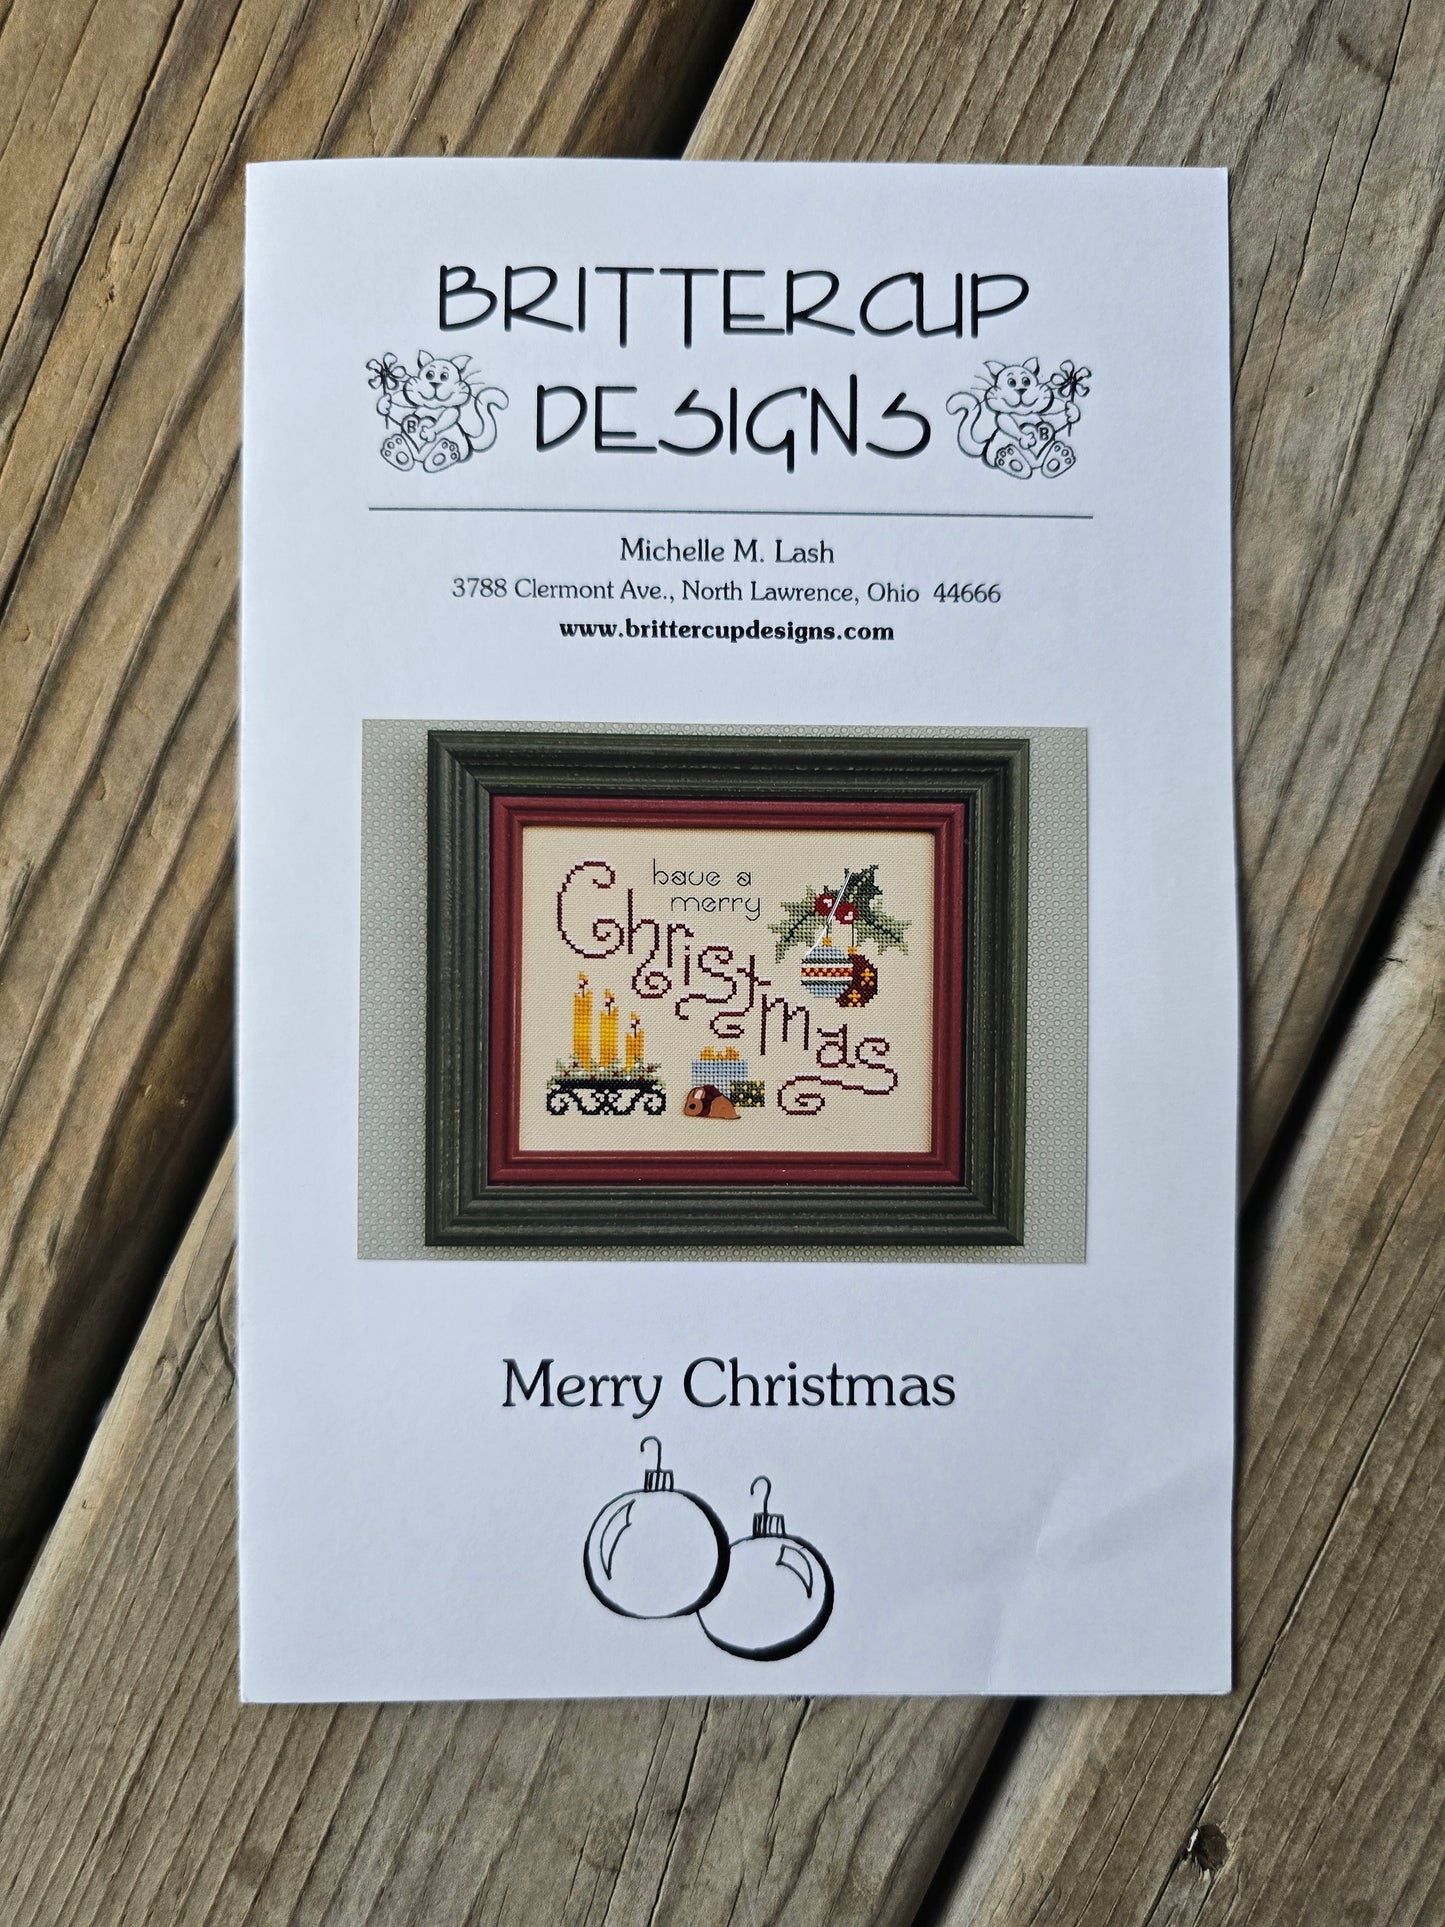 BRITTERCUP
DESIGNS
B
B
Michelle M. Lash
3788 Clermont Ave., North Lawrence, Ohio 44666
www.brittercupdesigns.com
have a
merry
Christmas
Merry Christmas